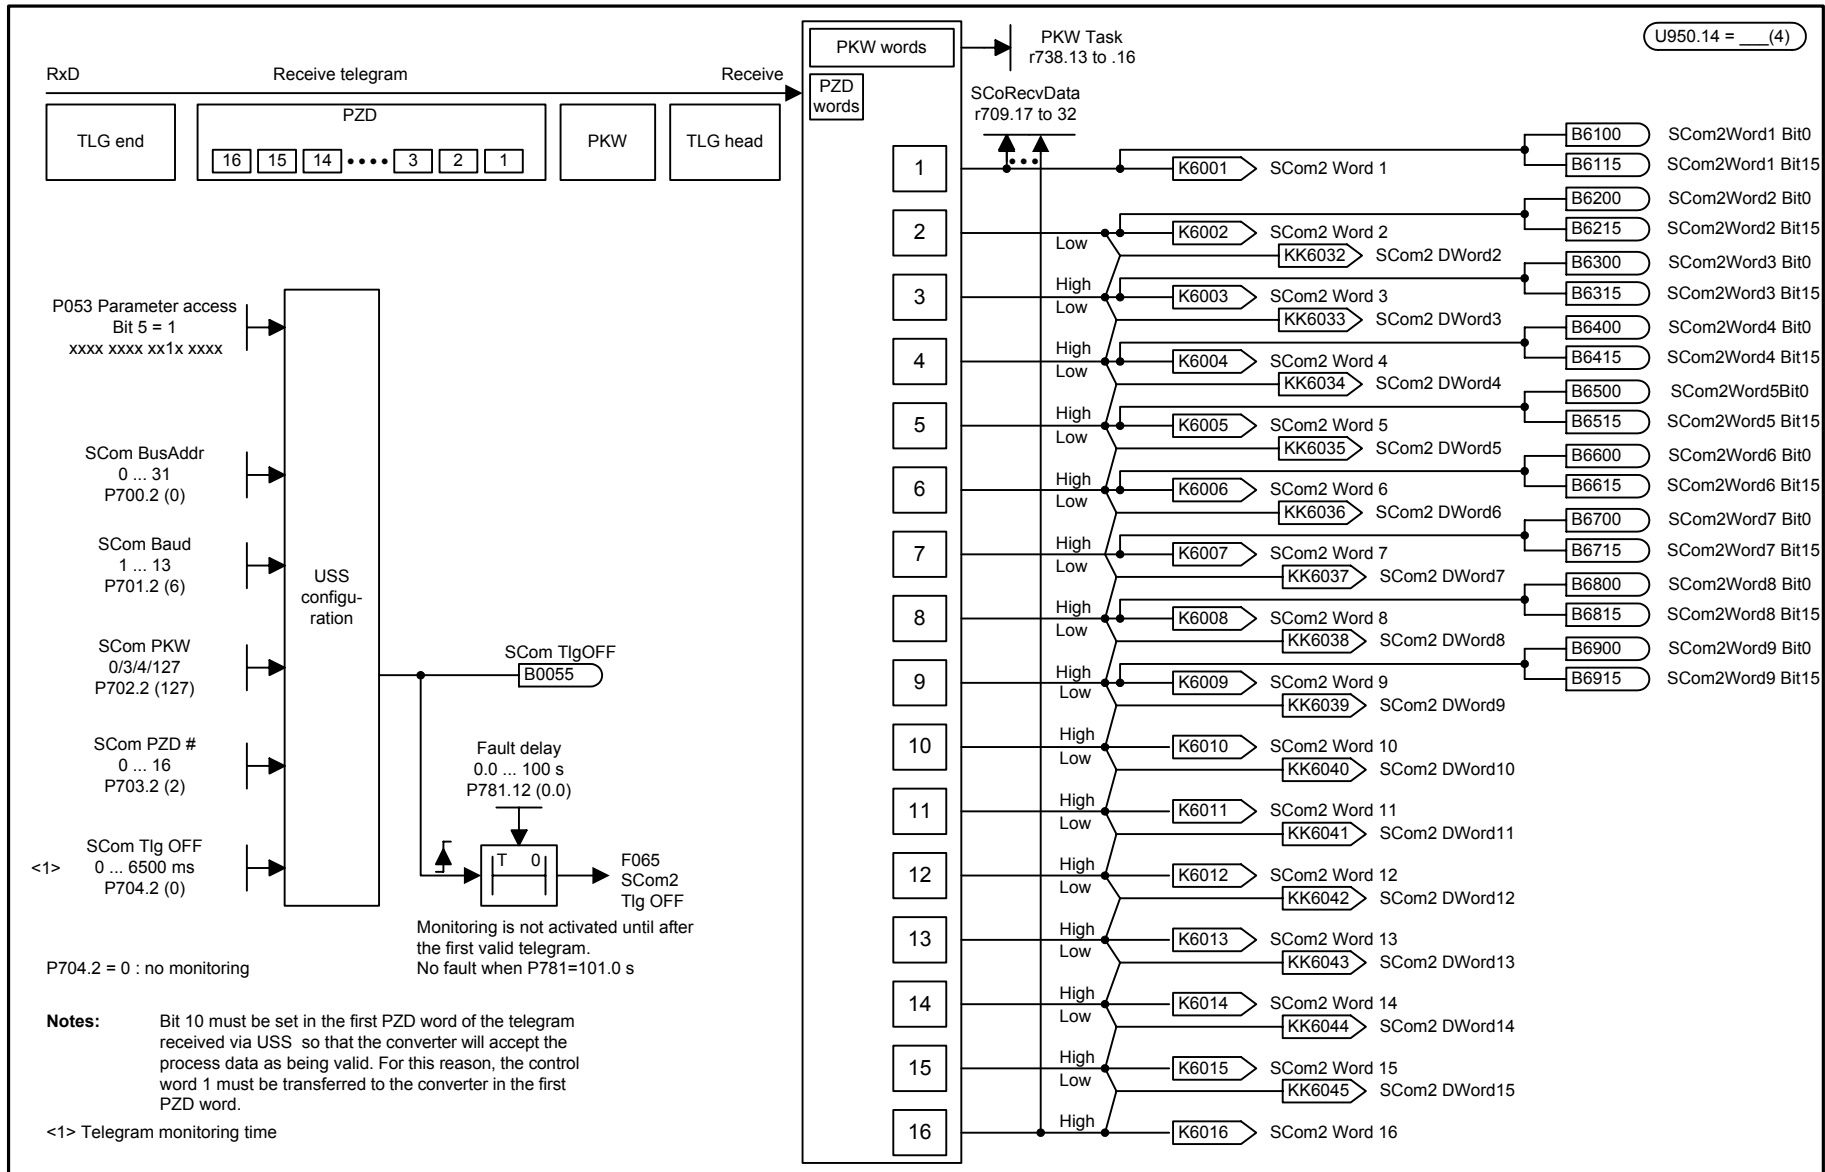 U950.14 = ___(4)
RxD
Receive telegram
Receive
TLG end
PZD
16 15 14 •••• 3 2 1
PKW
TLG head
PKW words
PZD
words
PKW Task
r738.13 to .16
SCoRecvData
r709.17 to 32
P053 Parameter access
Bit 5 = 1
xxxx xxxx xx1x xxxx
SCom BusAddr
0 ... 31
P700.2 (0)
SCom Baud
1 ... 13
P701.2 (6)
SCom PKW
0/3/4/127
P702.2 (127)
SCom PZD #
0 ... 16
P703.2 (2)
<1>
SCom Tlg OFF
0 ... 6500 ms
P704.2 (0)
USS
configu-
ration
SCom TlgOFF
B0055
Fault delay
0.0 ... 100 s
P781.12 (0.0)
T 0
F065
SCom2
Tlg OFF
Monitoring is not activated until after
the first valid telegram.
No fault when P781=101.0 s
P704.2 = 0 : no monitoring
Notes:
Bit 10 must be set in the first PZD word of the telegram
received via USS so that the converter will accept the
process data as being valid. For this reason, the control
word 1 must be transferred to the converter in the first
PZD word.
<1> Telegram monitoring time
1
K6001 SCom2 Word 1
B6100 SCom2Word1 Bit0
B6115 SCom2Word1 Bit15
2
Low
K6002 SCom2 Word 2
KK6032 SCom2 DWord2
B6200 SCom2Word2 Bit0
B6215 SCom2Word2 Bit15
3
High
Low
K6003 SCom2 Word 3
KK6033 SCom2 DWord3
B6300 SCom2Word3 Bit0
B6315 SCom2Word3 Bit15
4
High
Low
K6004 SCom2 Word 4
KK6034 SCom2 DWord4
B6400 SCom2Word4 Bit0
B6415 SCom2Word4 Bit15
5
High
Low
K6005 SCom2 Word 5
KK6035 SCom2 DWord5
B6500 SCom2Word5Bit0
B6515 SCom2Word5 Bit15
6
High
Low
K6006 SCom2 Word 6
KK6036 SCom2 DWord6
B6600 SCom2Word6 Bit0
B6615 SCom2Word6 Bit15
7
High
Low
K6007 SCom2 Word 7
KK6037 SCom2 DWord7
B6700 SCom2Word7 Bit0
B6715 SCom2Word7 Bit15
8
High
Low
K6008 SCom2 Word 8
KK6038 SCom2 DWord8
B6800 SCom2Word8 Bit0
B6815 SCom2Word8 Bit15
9
High
Low
K6009 SCom2 Word 9
KK6039 SCom2 DWord9
B6900 SCom2Word9 Bit0
B6915 SCom2Word9 Bit15
10
High
Low
K6010 SCom2 Word 10
KK6040 SCom2 DWord10
11
High
Low
K6011 SCom2 Word 11
KK6041 SCom2 DWord11
12
High
Low
K6012 SCom2 Word 12
KK6042 SCom2 DWord12
13
High
Low
K6013 SCom2 Word 13
KK6043 SCom2 DWord13
14
High
Low
K6014 SCom2 Word 14
KK6044 SCom2 DWord14
15
High
Low
K6015 SCom2 Word 15
KK6045 SCom2 DWord15
16
High
K6016 SCom2 Word 16